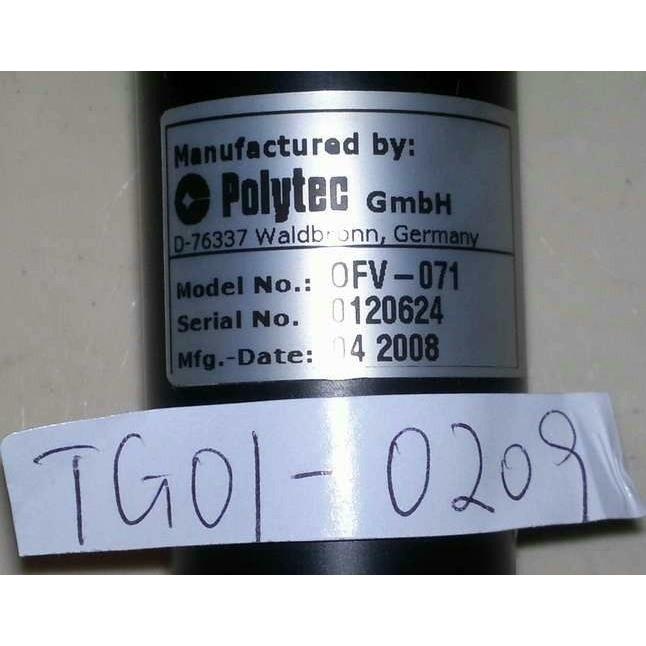 Manufactured by:
Polytec GmbH
D-76337 Waldbronn, Germany
Model No.: OFV-071
Serial No. 0120624
Mfg.-Date: 04 2008
TG01-0209